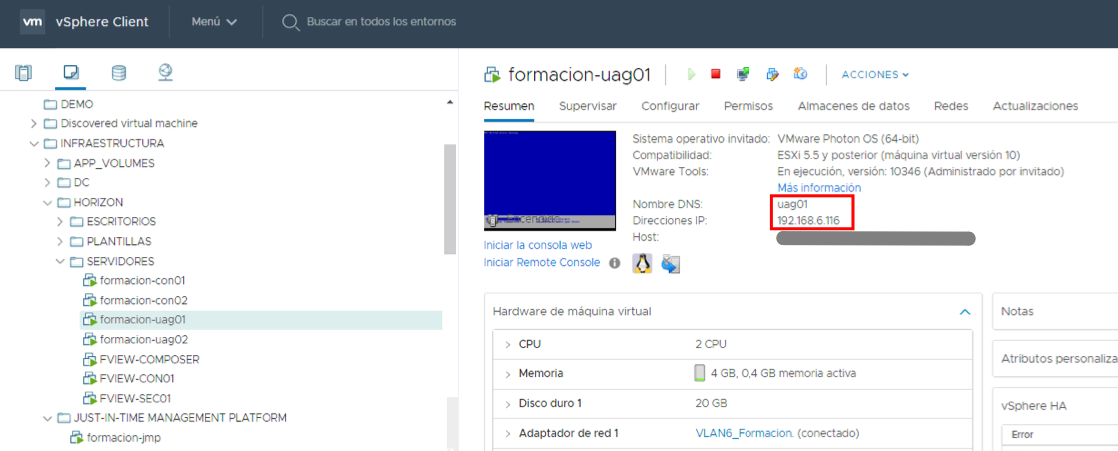 vm vSphere Client Menú Buscar en todos los entornos
DEMO
Discovered virtual machine
INFRAESTRUCTURA
APP_VOLUMES
DC
HORIZON
ESCRITORIOS
PLANTILLAS
SERVIDORES
formacion-con01
formacion-con02
formacion-uag01
formacion-uag02
FVIEW-COMPOSER
FVIEW-CON01
FVIEW-SEC01
JUST-IN-TIME MANAGEMENT PLATFORM
formacion-jmp
formacion-uag01 ACCIONES
Resumen Supervisar Configurar Permisos Almacenes de datos Redes Actualizaciones
Sistema operativo invitado: VMware Photon OS (64-bit)
Compatibilidad: ESXi 5.5 y posterior (máquina virtual versión 10)
VMware Tools: En ejecución, versión: 10346 (Administrado por invitado)
Más información
Nombre DNS: uag01
Direcciones IP: 192.168.6.116
Host:
Encendido
Iniciar la consola web
Iniciar Remote Console
Hardware de máquina virtual
CPU 2 CPU
Memoria 4 GB, 0,4 GB memoria activa
Disco duro 1 20 GB
Adaptador de red 1 VLAN6_Formacion. (conectado)
Notas
Atributos personaliza
vSphere HA
Error